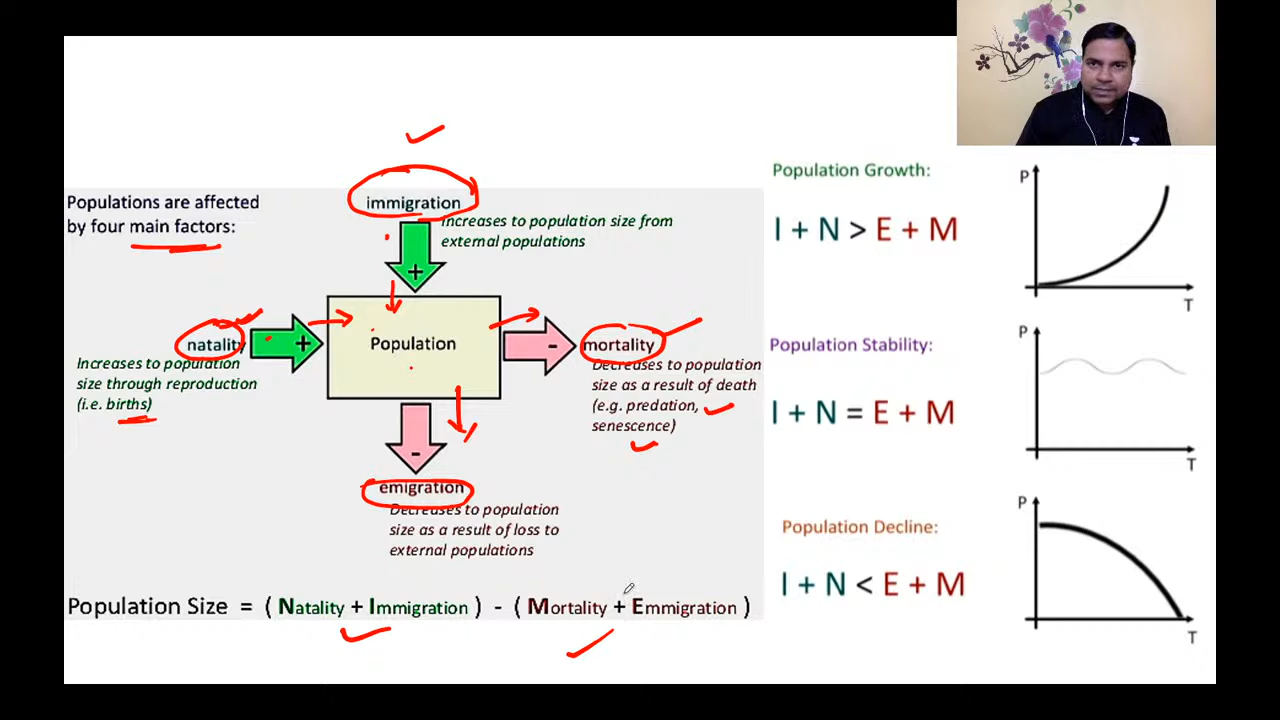 Populations are affected
by four main factors:
immigration
Increases to population size from
external populations
+
natality
+
Increases to population
size through reproduction
(i.e. births)
Population
-
mortality
Decreases to population
size as a result of death
(e.g. predation,
senescence)
-
emigration
Decreases to population
size as a result of loss to
external populations
Population Size = ( Natality + Immigration ) - ( Mortality + Emmigration )
Population Growth:
I + N > E + M
P
T
Population Stability:
I + N = E + M
P
T
Population Decline:
I + N < E + M
P
T